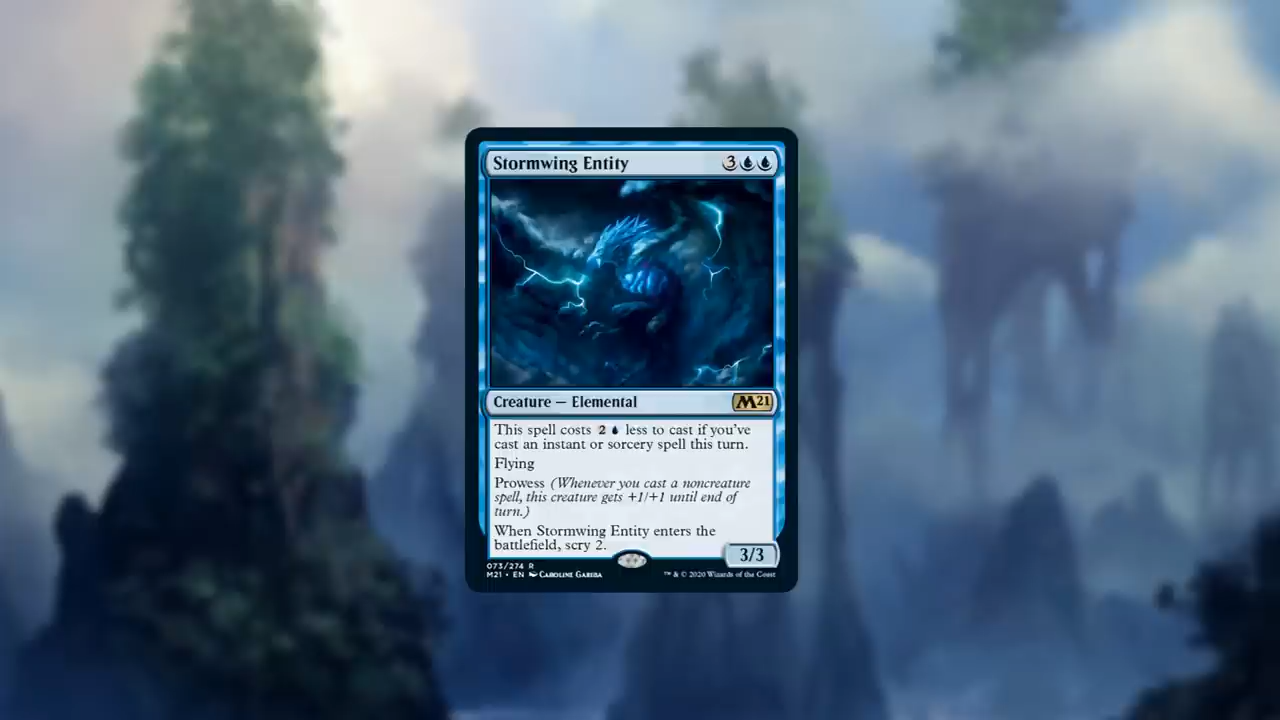 Stormwing Entity 3
Creature — Elemental M21
This spell costs 2 less to cast if you've
cast an instant or sorcery spell this turn.
Flying
Prowess (Whenever you cast a noncreature
spell, this creature gets +1/+1 until end of
turn.)
When Stormwing Entity enters the
battlefield, scry 2.
3/3
073/274 R
M21 • EN Caroline Gariba ™ & © 2020 Wizards of the Coast